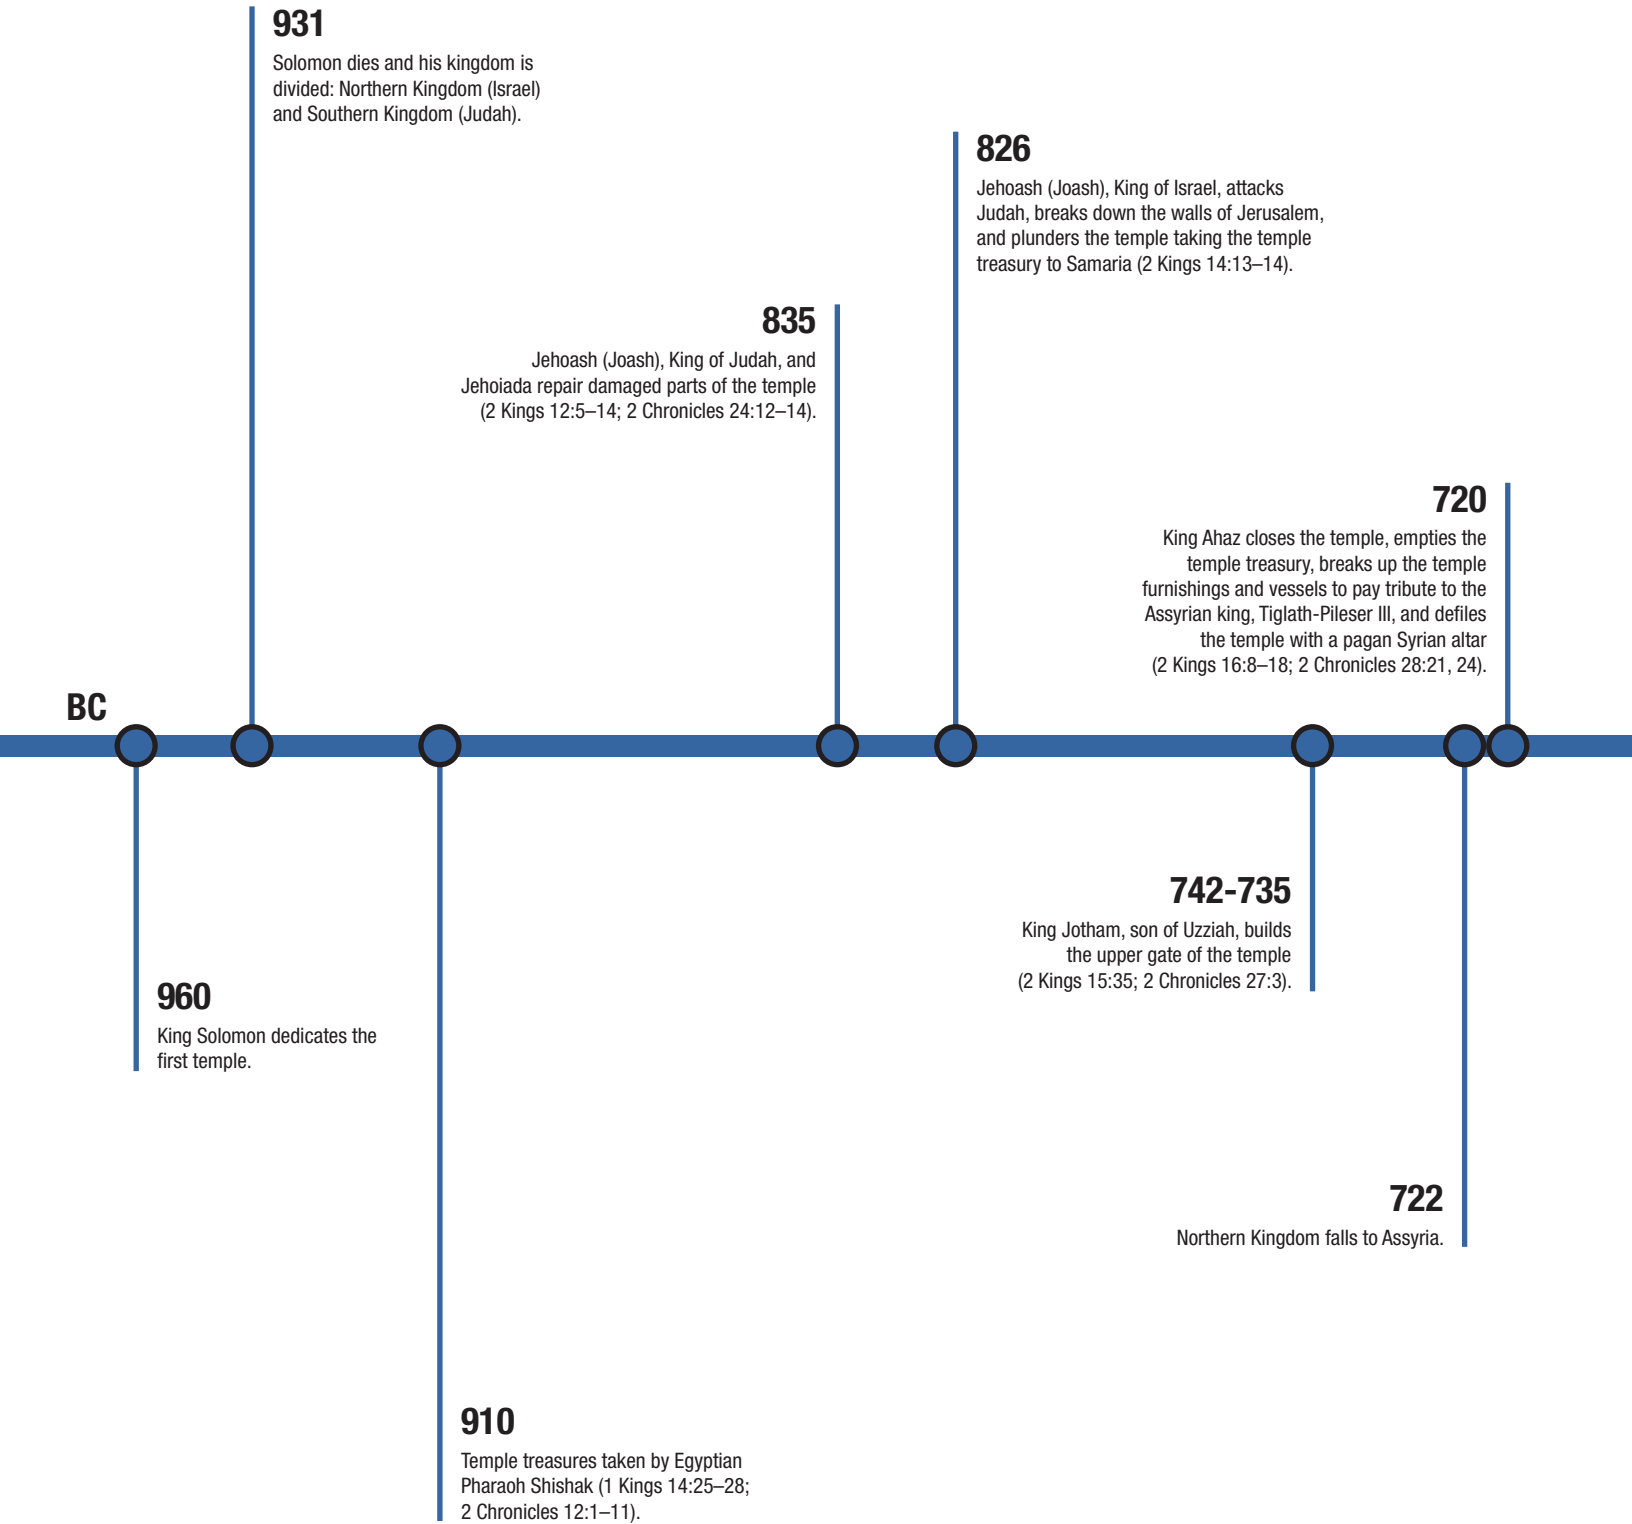 931
Solomon dies and his kingdom is
divided: Northern Kingdom (Israel)
and Southern Kingdom (Judah).
826
Jehoash (Joash), King of Israel, attacks
Judah, breaks down the walls of Jerusalem,
and plunders the temple taking the temple
treasury to Samaria (2 Kings 14:13–14).
835
Jehoash (Joash), King of Judah, and
Jehoiada repair damaged parts of the temple
(2 Kings 12:5–14; 2 Chronicles 24:12–14).
720
King Ahaz closes the temple, empties the
temple treasury, breaks up the temple
furnishings and vessels to pay tribute to the
Assyrian king, Tiglath-Pileser III, and defiles
the temple with a pagan Syrian altar
(2 Kings 16:8–18; 2 Chronicles 28:21, 24).
BC
742-735
King Jotham, son of Uzziah, builds
the upper gate of the temple
(2 Kings 15:35; 2 Chronicles 27:3).
960
King Solomon dedicates the
first temple.
722
Northern Kingdom falls to Assyria.
910
Temple treasures taken by Egyptian
Pharaoh Shishak (1 Kings 14:25–28;
2 Chronicles 12:1–11).